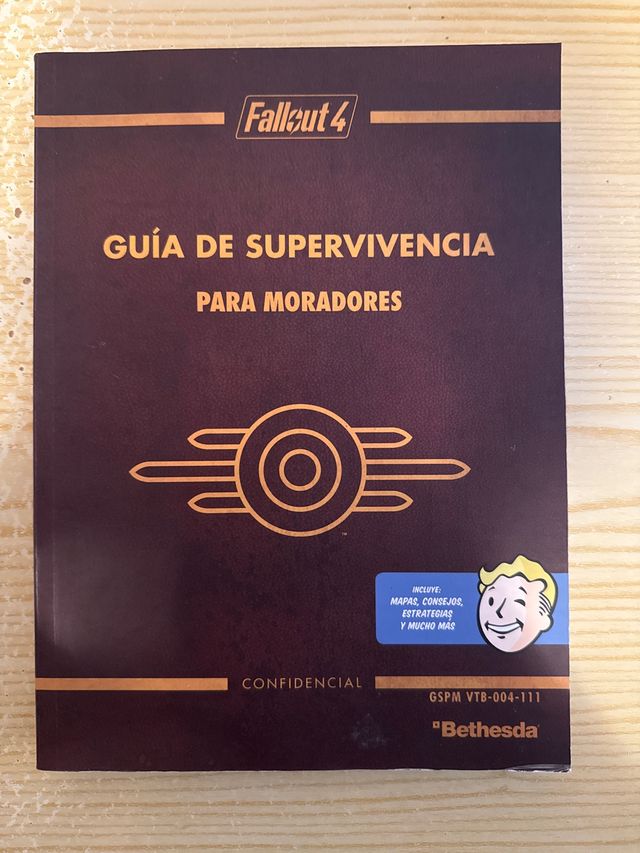 Fallout 4
GUÍA DE SUPERVIVENCIA
PARA MORADORES
™
INCLUYE:
MAPAS, CONSEJOS,
ESTRATEGIAS
Y MUCHO MÁS
CONFIDENCIAL
GSPM VTB-004-111
Bethesda